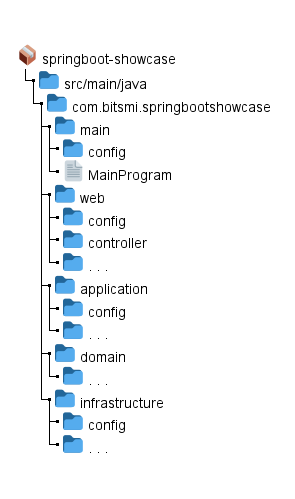 springboot-showcase
src/main/java
com.bitsmi.springbootshowcase
main
config
MainProgram
web
config
controller
. . .
application
config
. . .
domain
. . .
infrastructure
config
. . .